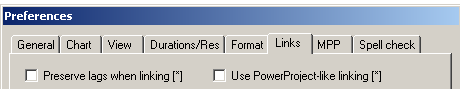 Preferences
General Chart View Durations/Res Format Links MPP Spell check
Preserve lags when linking [*] Use PowerProject-like linking [*]